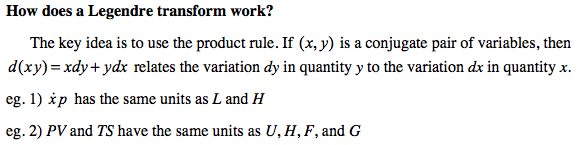 How does a Legendre transform work?
The key idea is to use the product rule. If (x, y) is a conjugate pair of variables, then
d(xy) = xdy + ydx relates the variation dy in quantity y to the variation dx in quantity x.
eg. 1) ẋp has the same units as L and H
eg. 2) PV and TS have the same units as U, H, F, and G